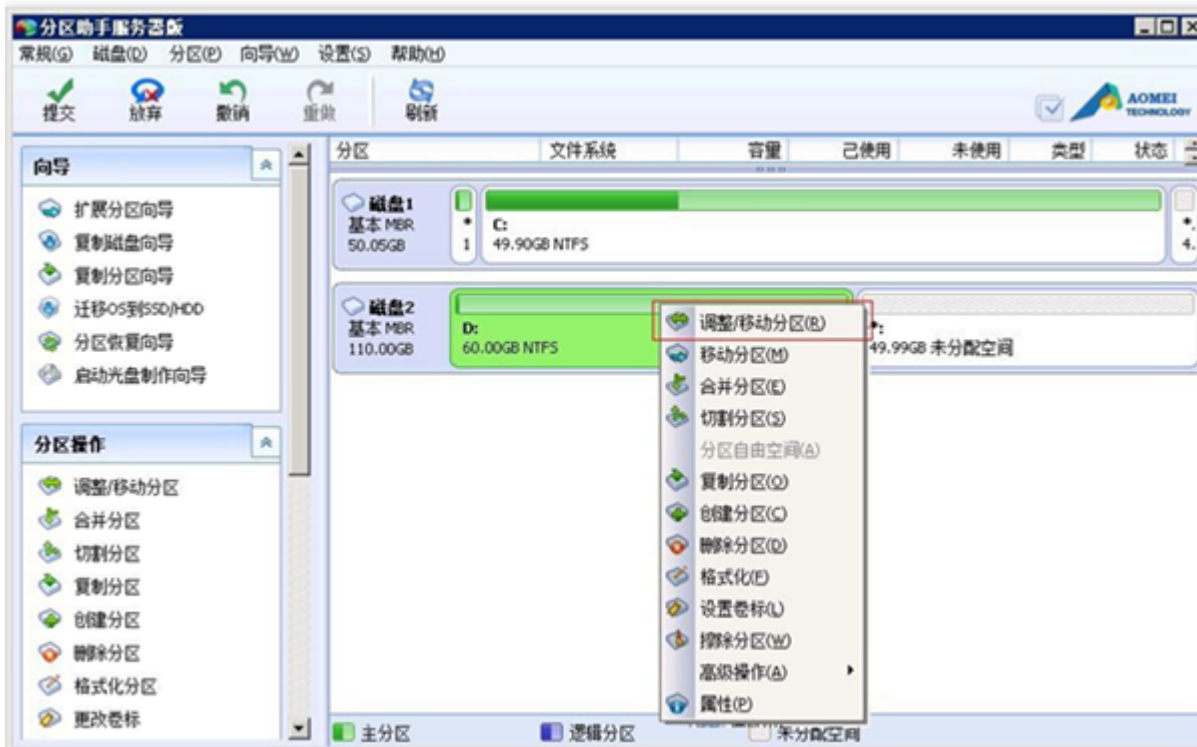 分区助手服务器版
常规(G) 磁盘(D) 分区(P) 向导(W) 设置(S) 帮助(H)
提交 放弃 撤销 重做 刷新
AOMEI
TECHNOLOGY
向导
扩展分区向导
复制磁盘向导
复制分区向导
迁移OS到SSD/HDD
分区恢复向导
启动光盘制作向导
分区操作
调整/移动分区
合并分区
切割分区
复制分区
创建分区
删除分区
格式化分区
更改卷标
分区 文件系统 容量 已使用 未使用 类型 状态
磁盘1
基本 MBR
50.05GB
*
1
C:
49.90GB NTFS
*.
4.
磁盘2
基本 MBR
110.00GB
D:
60.00GB NTFS
*:
49.99GB 未分配空间
调整/移动分区(R)
移动分区(M)
合并分区(E)
切割分区(S)
分区自由空间(A)
复制分区(O)
创建分区(C)
删除分区(D)
格式化(F)
设置卷标(L)
擦除分区(W)
高级操作(A)
属性(P)
主分区 逻辑分区 未分配空间